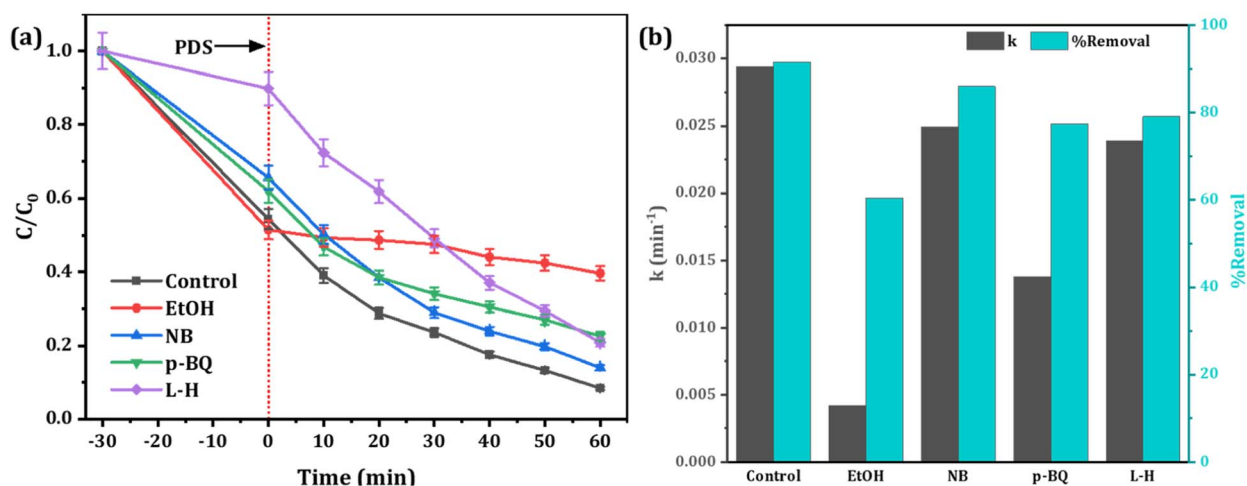 (a)
PDS
1.0
0.8
0.6
0.4
0.2
0.0
C/C₀
Control
EtOH
NB
p-BQ
L-H
-30
-20
-10
0
10
20
30
40
50
60
Time (min)
(b)
k
%Removal
0.030
0.025
0.020
0.015
0.010
0.005
0.000
k (min⁻¹)
100
80
60
40
20
0
%Removal
Control
EtOH
NB
p-BQ
L-H